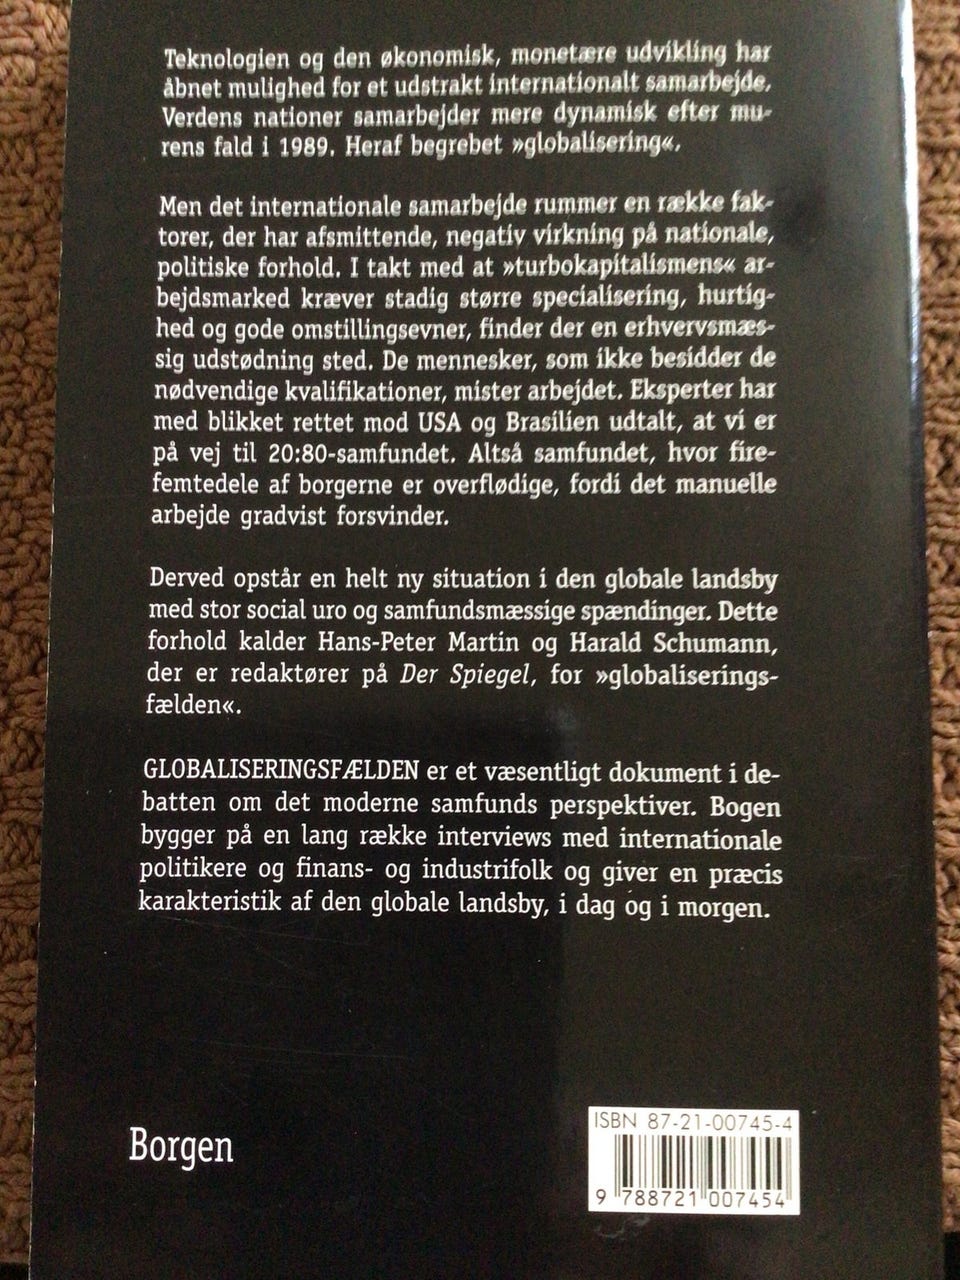 Teknologien og den økonomisk, monetære udvikling har
åbnet mulighed for et udstrakt internationalt samarbejde.
Verdens nationer samarbejder mere dynamisk efter mu-
rens fald i 1989. Heraf begrebet »globalisering«.
Men det internationale samarbejde rummer en række fak-
torer, der har afsmittende, negativ virkning på nationale,
politiske forhold. I takt med at »turbokapitalismens« ar-
bejdsmarked kræver stadig større specialisering, hurtig-
hed og gode omstillingsevner, finder der en erhvervsmæs-
sig udstødning sted. De mennesker, som ikke besidder de
nødvendige kvalifikationer, mister arbejdet. Eksperter har
med blikket rettet mod USA og Brasilien udtalt, at vi er
på vej til 20:80-samfundet. Altså samfundet, hvor fire-
femtedele af borgerne er overflødige, fordi det manuelle
arbejde gradvist forsvinder.
Derved opstår en helt ny situation i den globale landsby
med stor social uro og samfundsmæssige spændinger. Dette
forhold kalder Hans-Peter Martin og Harald Schumann,
der er redaktører på Der Spiegel, for »globaliserings-
fælden«.
GLOBALISERINGSFÆLDEN er et væsentligt dokument i de-
batten om det moderne samfunds perspektiver. Bogen
bygger på en lang række interviews med internationale
politikere og finans- og industrifolk og giver en præcis
karakteristik af den globale landsby, i dag og i morgen.
Borgen
ISBN 87-21-00745-4
9 788721 007454